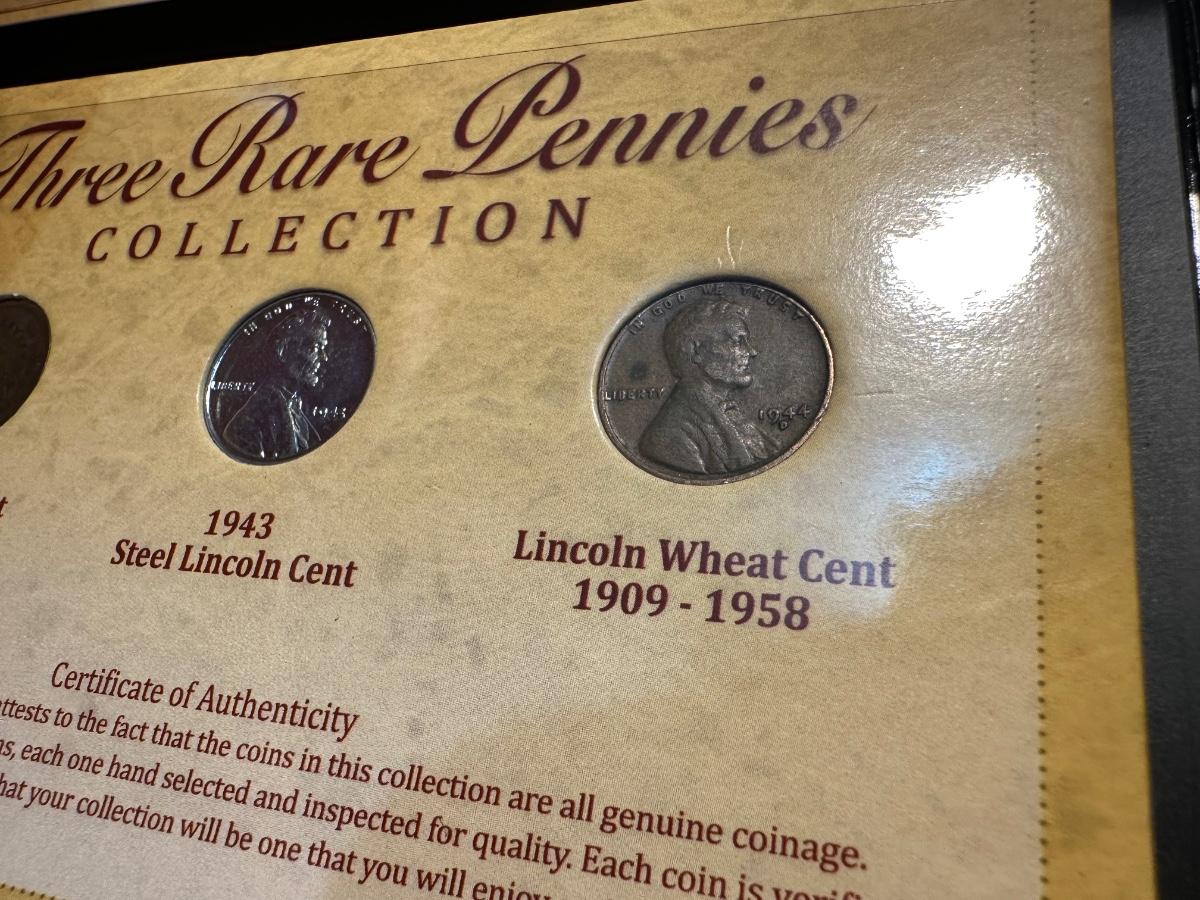 Three Rare Pennies
COLLECTION
IN GOD WE TRUST
LIBERTY
1943
IN GOD WE TRUST
LIBERTY
1944
1943
Steel Lincoln Cent
Lincoln Wheat Cent
1909 - 1958
Certificate of Authenticity
to the fact that the coins in this collection are all genuine coinage.
each one hand selected and inspected for quality. Each coin is
your collection will be one that you will